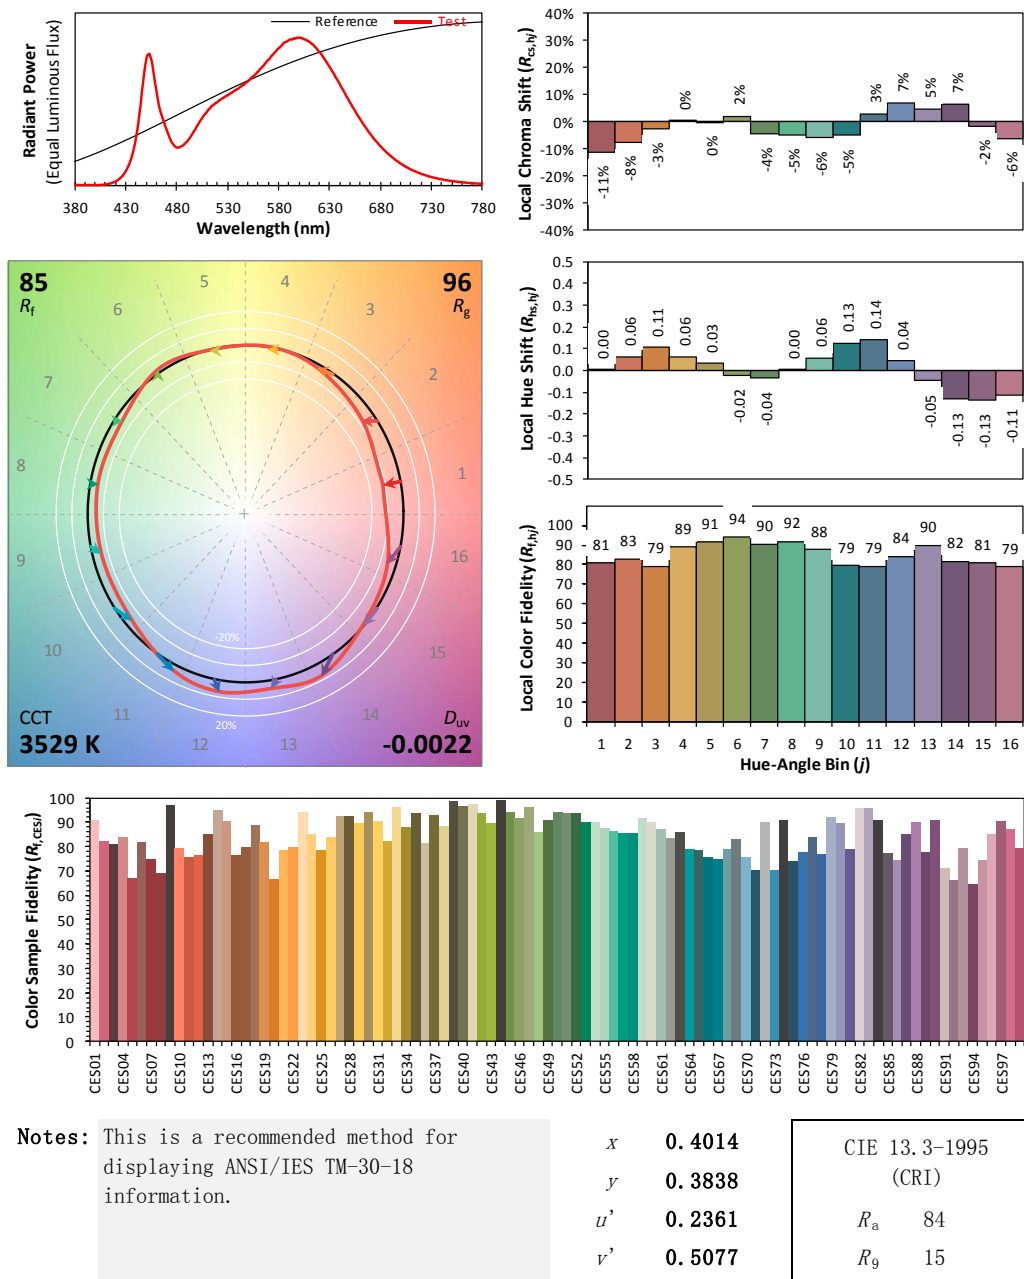 Reference
Test
Radiant Power
(Equal Luminous Flux)
380 430 480 530 580 630 680 730 780
Wavelength (nm)
Local Chroma Shift (Rcs,hj)
40%
30%
20%
10%
0%
-10%
-20%
-30%
-40%
-11% -8% -3% 0% 0% 2% -4% -5% -6% -5% 3% 7% 5% 7% -2% -6%
85
Rf
96
Rg
5 4
6 3
7 2
8 1
9 16
10 15
11 14
12 13
-20%
20%
CCT
3529 K
Duv
-0.0022
Local Hue Shift (Rhs,hj)
0.5
0.4
0.3
0.2
0.1
0.0
-0.1
-0.2
-0.3
-0.4
-0.5
0.00 0.06 0.11 0.06 0.03 -0.02 -0.04 0.00 0.06 0.13 0.14 0.04 -0.05 -0.13 -0.13 -0.11
Local Color Fidelity (Rf,hj)
100
90
80
70
60
50
40
30
20
10
0
81 83 79 89 91 94 90 92 88 79 79 84 90 82 81 79
1 2 3 4 5 6 7 8 9 10 11 12 13 14 15 16
Hue-Angle Bin (j)
Color Sample Fidelity (Rf,CESi)
100
90
80
70
60
50
40
30
20
10
0
CES01 CES04 CES07 CES10 CES13 CES16 CES19 CES22 CES25 CES28 CES31 CES34 CES37 CES40 CES43 CES46 CES49 CES52 CES55 CES58 CES61 CES64 CES67 CES70 CES73 CES76 CES79 CES82 CES85 CES88 CES91 CES94 CES97
Notes: This is a recommended method for
displaying ANSI/IES TM-30-18
information.
x 0.4014
y 0.3838
u' 0.2361
v' 0.5077
CIE 13.3-1995
(CRI)
Ra 84
R9 15